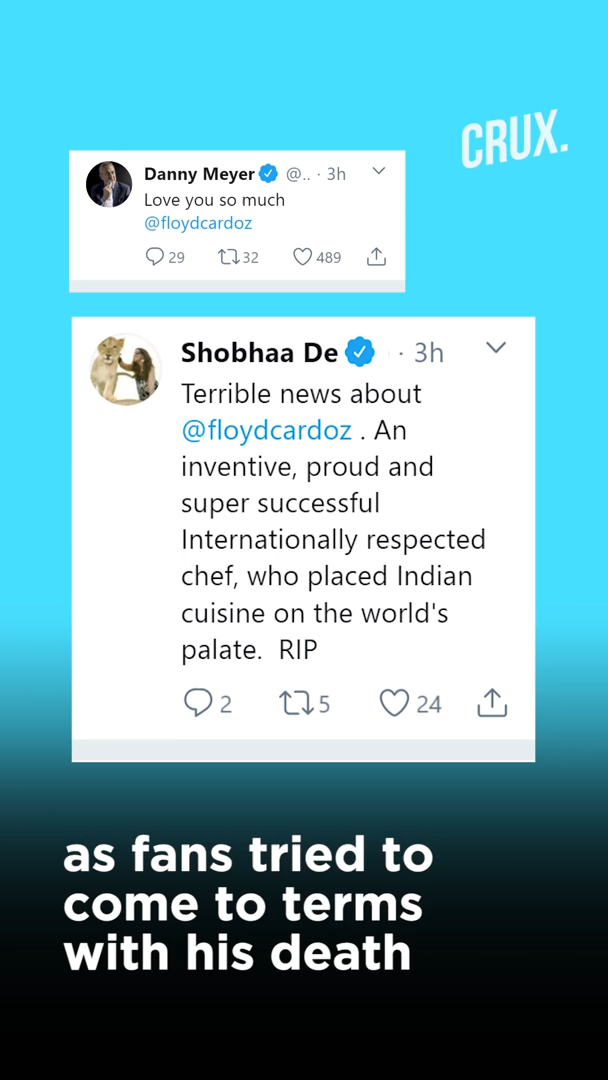 CRUX.
Danny Meyer @.. · 3h
Love you so much
@floydcardoz
29 32 489
Shobhaa De · 3h
Terrible news about
@floydcardoz . An
inventive, proud and
super successful
Internationally respected
chef, who placed Indian
cuisine on the world's
palate. RIP
2 5 24
as fans tried to
come to terms
with his death